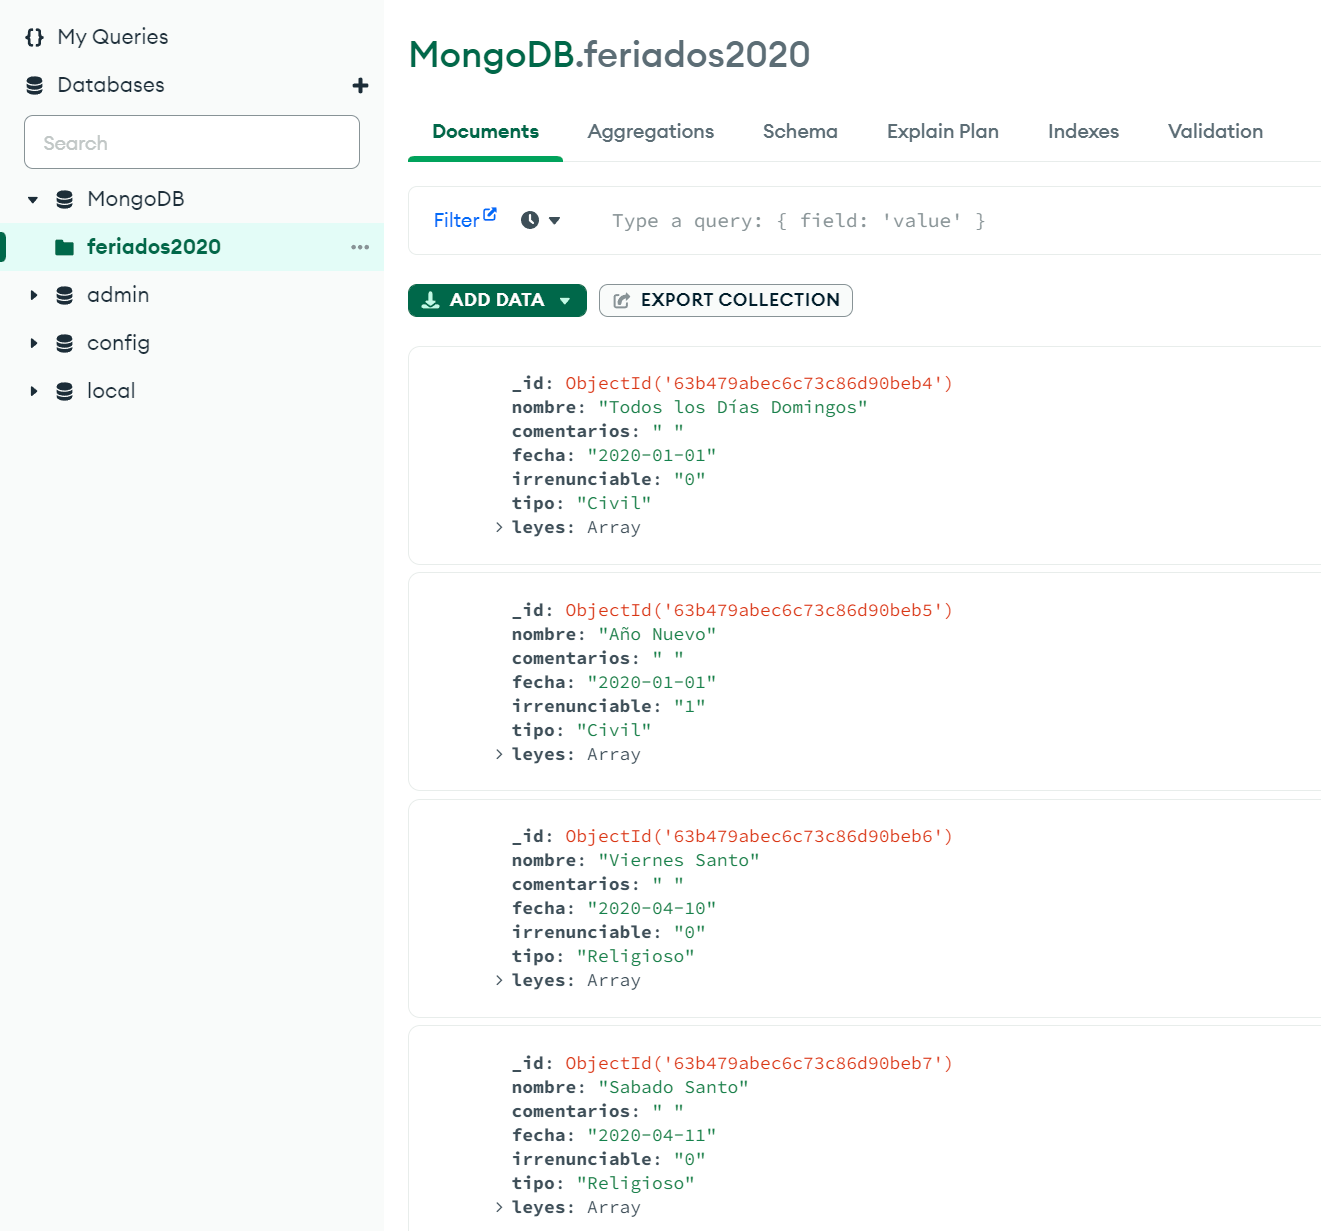 My Queries
Databases
Search
MongoDB
feriados2020
admin
config
local
MongoDB.feriados2020
Documents Aggregations Schema Explain Plan Indexes Validation
Filter Type a query: { field: 'value' }
ADD DATA EXPORT COLLECTION
_id: ObjectId('63b479abec6c73c86d90beb4')
nombre: "Todos los Días Domingos"
comentarios: " "
fecha: "2020-01-01"
irrenunciable: "0"
tipo: "Civil"
leyes: Array
_id: ObjectId('63b479abec6c73c86d90beb5')
nombre: "Año Nuevo"
comentarios: " "
fecha: "2020-01-01"
irrenunciable: "1"
tipo: "Civil"
leyes: Array
_id: ObjectId('63b479abec6c73c86d90beb6')
nombre: "Viernes Santo"
comentarios: " "
fecha: "2020-04-10"
irrenunciable: "0"
tipo: "Religioso"
leyes: Array
_id: ObjectId('63b479abec6c73c86d90beb7')
nombre: "Sabado Santo"
comentarios: " "
fecha: "2020-04-11"
irrenunciable: "0"
tipo: "Religioso"
leyes: Array